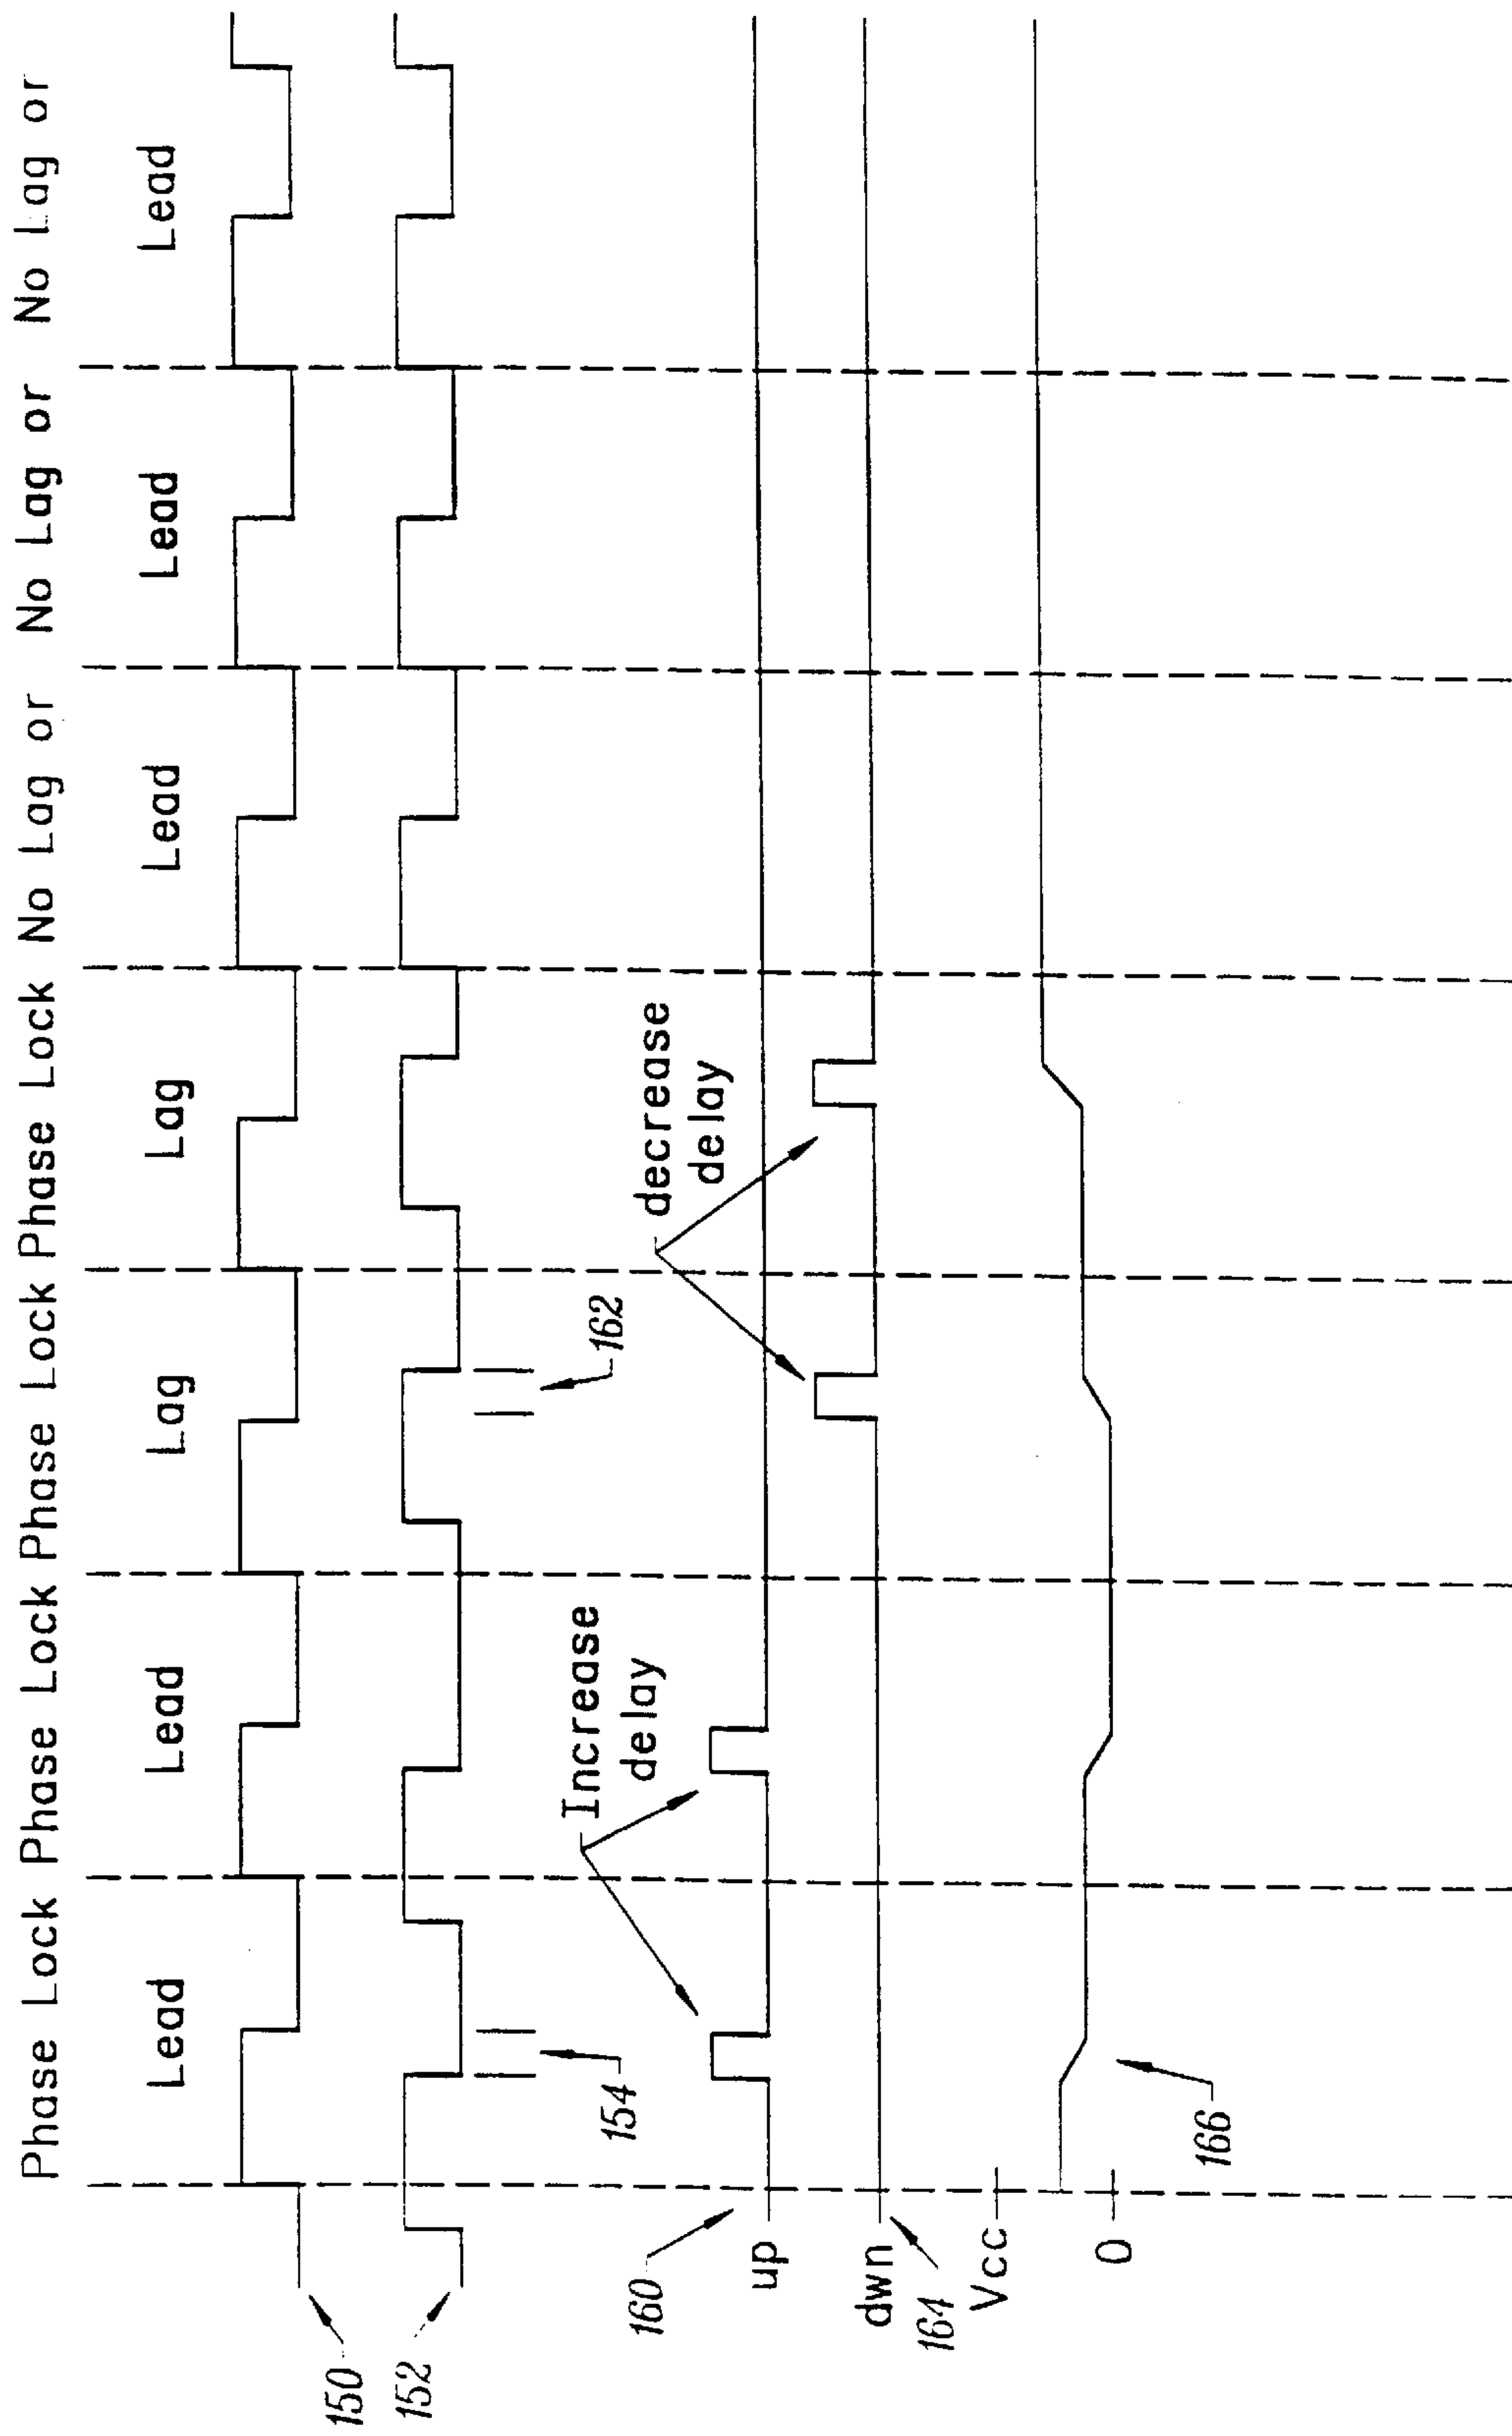 Phase Lock Phase Lock Phase Lock Phase Lock No Lag or No Lag or No Lag or
Lead Lead Lag Lag Lead Lead Lead
150
152
154
162
Increase
delay
decrease
delay
160
up
dwn
164
Vcc
0
166